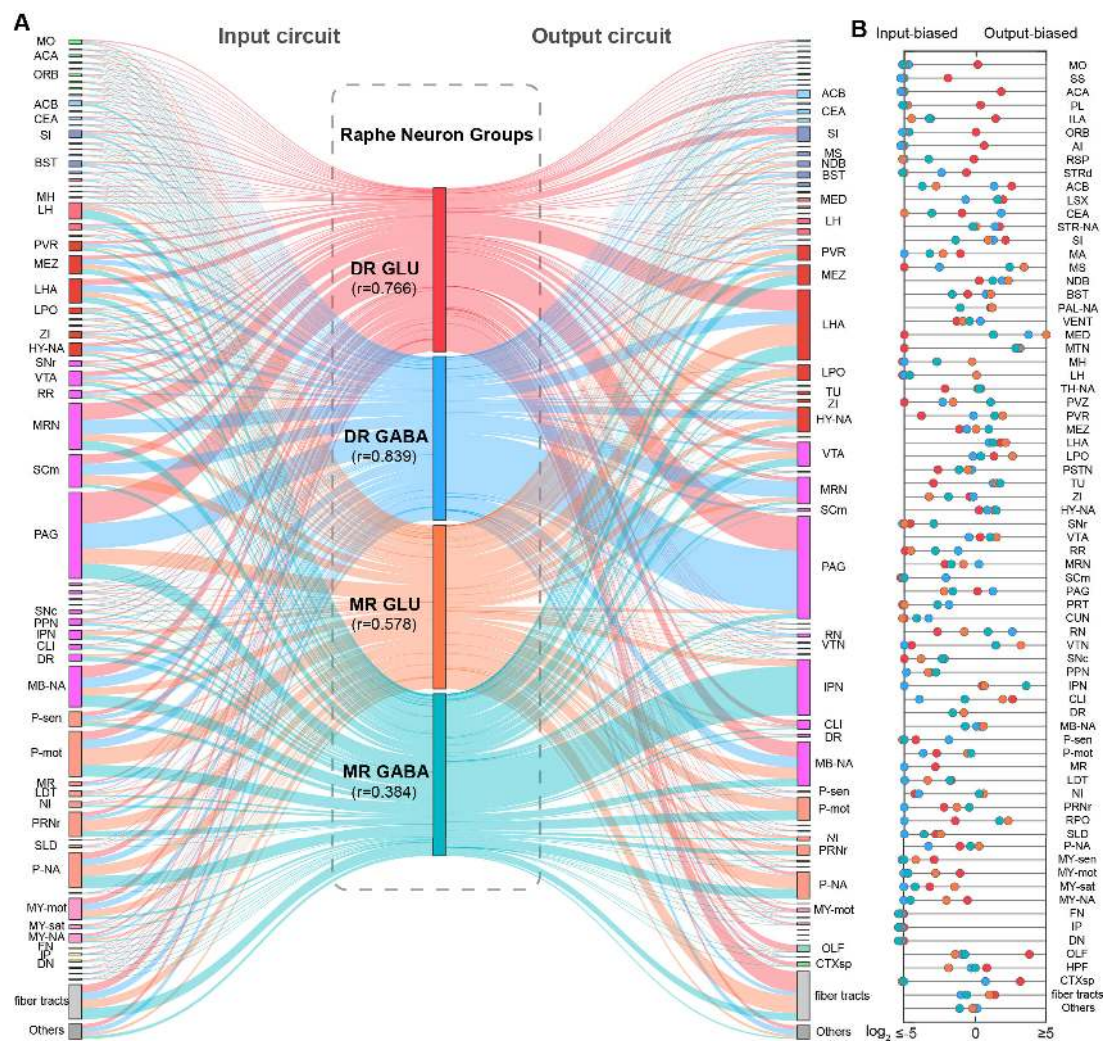 A
Input circuit
Output circuit
Raphe Neuron Groups
DR GLU
(r=0.766)
DR GABA
(r=0.839)
MR GLU
(r=0.578)
MR GABA
(r=0.384)
MO
ACA
ORB
ACB
CEA
SI
BST
MH
LH
PVR
MEZ
LHA
LPO
ZI
HY-NA
SNr
VTA
RR
MRN
SCm
PAG
SNc
PPN
IPN
CLI
DR
MB-NA
P-sen
P-mot
MR
LDT
NI
PRNr
SLD
P-NA
MY-mot
MY-sat
MY-NA
FN
IP
DN
fiber tracts
Others
ACB
CEA
SI
MS
NDB
BST
MED
LH
PVR
MEZ
LHA
LPO
TU
ZI
HY-NA
VTA
MRN
SCm
PAG
RN
VTN
IPN
CLI
DR
MB-NA
P-sen
P-mot
NI
PRNr
P-NA
MY-mot
OLF
CTXsp
fiber tracts
Others
B
Input-biased
Output-biased
MO
SS
ACA
PL
ILA
ORB
AI
RSP
STRd
ACB
LSX
CEA
STR-NA
SI
MA
MS
NDB
BST
PAL-NA
VENT
MED
MTN
MH
LH
TH-NA
PVZ
PVR
MEZ
LHA
LPO
PSTN
TU
ZI
HY-NA
SNr
VTA
RR
MRN
SCm
PAG
PRT
CUN
RN
VTN
SNc
PPN
IPN
CLI
DR
MB-NA
P-sen
P-mot
MR
LDT
NI
PRNr
RPO
SLD
P-NA
MY-sen
MY-mot
MY-sat
MY-NA
FN
IP
DN
OLF
HPF
CTXsp
fiber tracts
Others
log2 ≤-5 0 ≥5